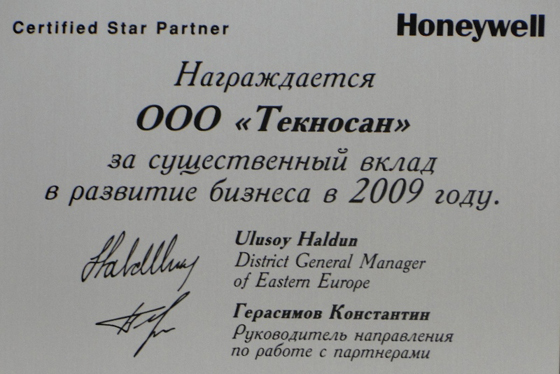 Certified Star Partner
Honeywell
Награждается
ООО «Текносан»
за существенный вклад
в развитие бизнеса в 2009 году.
Ulusoy Haldun
District General Manager
of Eastern Europe
Герасимов Константин
Руководитель направления
по работе с партнерами